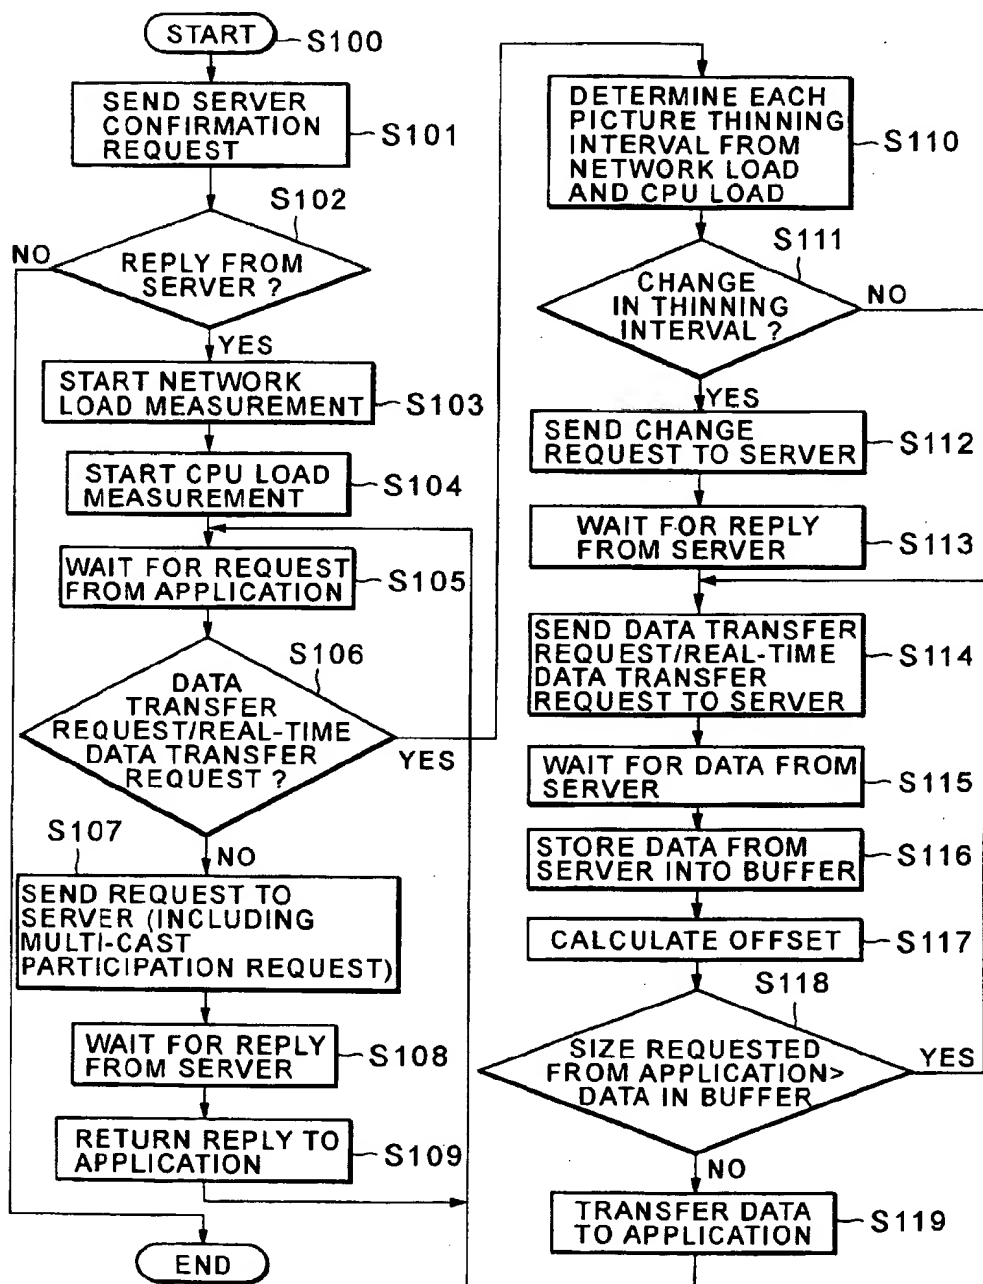 START
S100
SEND SERVER
CONFIRMATION
REQUEST
S101
S102
NO
REPLY FROM
SERVER ?
YES
START NETWORK
LOAD MEASUREMENT
S103
START CPU LOAD
MEASUREMENT
S104
WAIT FOR REQUEST
FROM APPLICATION
S105
S106
DATA
TRANSFER
REQUEST/REAL-TIME
DATA TRANSFER
REQUEST ?
YES
S107
NO
SEND REQUEST TO
SERVER (INCLUDING
MULTI-CAST
PARTICIPATION REQUEST)
WAIT FOR REPLY
FROM SERVER
S108
RETURN REPLY TO
APPLICATION
S109
END
DETERMINE EACH
PICTURE THINNING
INTERVAL FROM
NETWORK LOAD
AND CPU LOAD
S110
S111
CHANGE
IN THINNING
INTERVAL ?
NO
YES
SEND CHANGE
REQUEST TO SERVER
S112
WAIT FOR REPLY
FROM SERVER
S113
SEND DATA TRANSFER
REQUEST/REAL-TIME
DATA TRANSFER
REQUEST TO SERVER
S114
WAIT FOR DATA FROM
SERVER
S115
STORE DATA FROM
SERVER INTO BUFFER
S116
CALCULATE OFFSET
S117
S118
SIZE REQUESTED
FROM APPLICATION>
DATA IN BUFFER
YES
NO
TRANSFER DATA
TO APPLICATION
S119